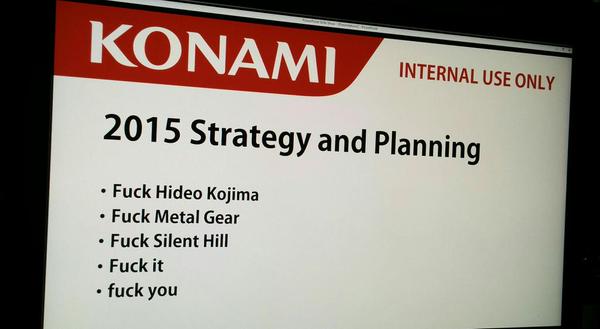 KONAMI
INTERNAL USE ONLY
2015 Strategy and Planning
• Fuck Hideo Kojima
• Fuck Metal Gear
• Fuck Silent Hill
• Fuck it
• fuck you